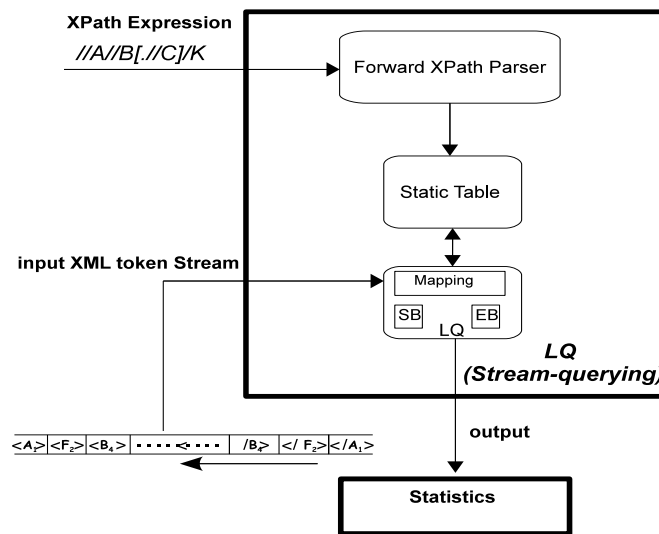 XPath Expression
//A//B[.//C]/K
Forward XPath Parser
Static Table
input XML token Stream
Mapping
SB
EB
LQ
LQ
(Stream-querying)
<A₁> <F₂> <B₄> < /B₄> </ F₂> </A₁>
output
Statistics